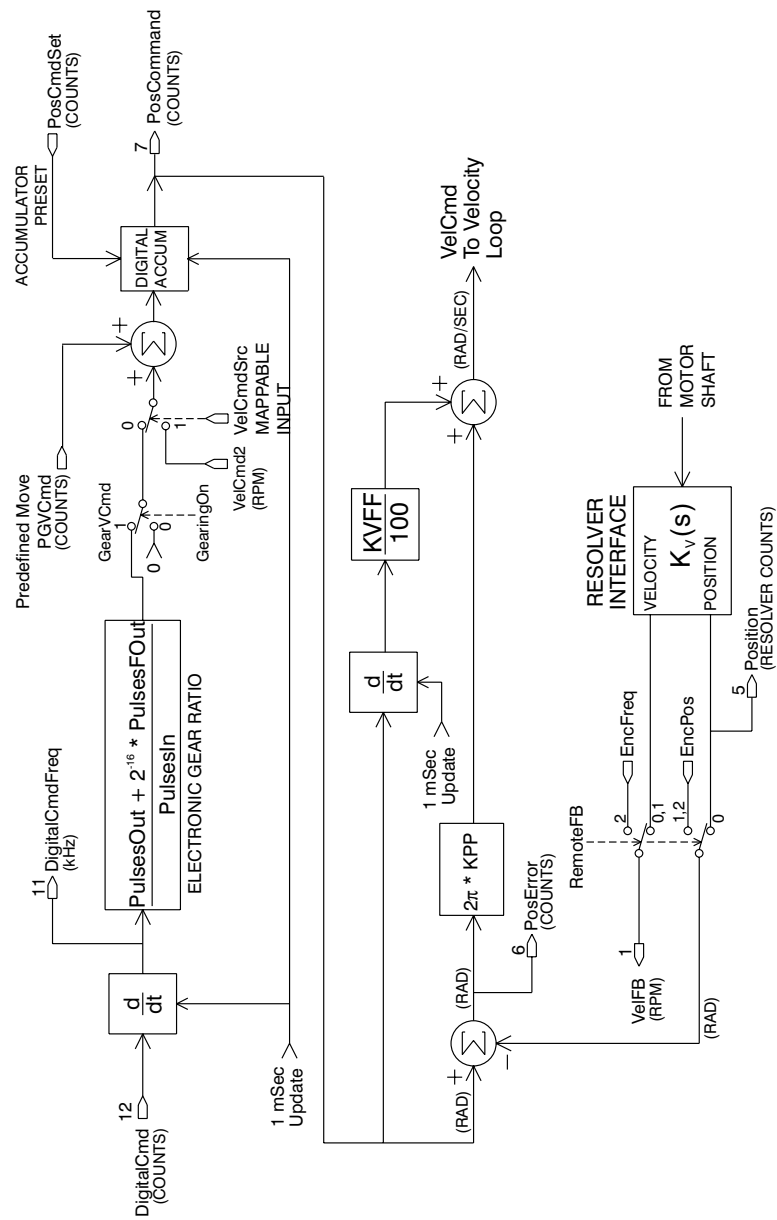 12
DigitalCmd
(COUNTS)
d
dt
11
DigitalCmdFreq
(kHz)
PulsesOut + 2^-16 * PulsesFOut
PulsesIn
ELECTRONIC GEAR RATIO
GearVCmd
1
0
0
GearingOn
0
1
VelCmd2
(RPM)
VelCmdSrc
MAPPABLE
INPUT
Predefined Move
PGVCmd
(COUNTS)
+
+
Σ
DIGITAL
ACCUM
ACCUMULATOR
PRESET
PosCmdSet
(COUNTS)
7
PosCommand
(COUNTS)
1 mSec
Update
d
dt
1 mSec
Update
KVFF
100
(RAD)
+
−
Σ
(RAD)
6
PosError
(COUNTS)
2π * KPP
+
+
Σ
(RAD/SEC)
VelCmd
To Velocity
Loop
1
VelFB
(RPM)
(RAD)
RemoteFB
2
0,1
1,2
0
EncFreq
EncPos
5
Position
(RESOLVER COUNTS)
RESOLVER
INTERFACE
VELOCITY
Kv(s)
POSITION
FROM
MOTOR
SHAFT